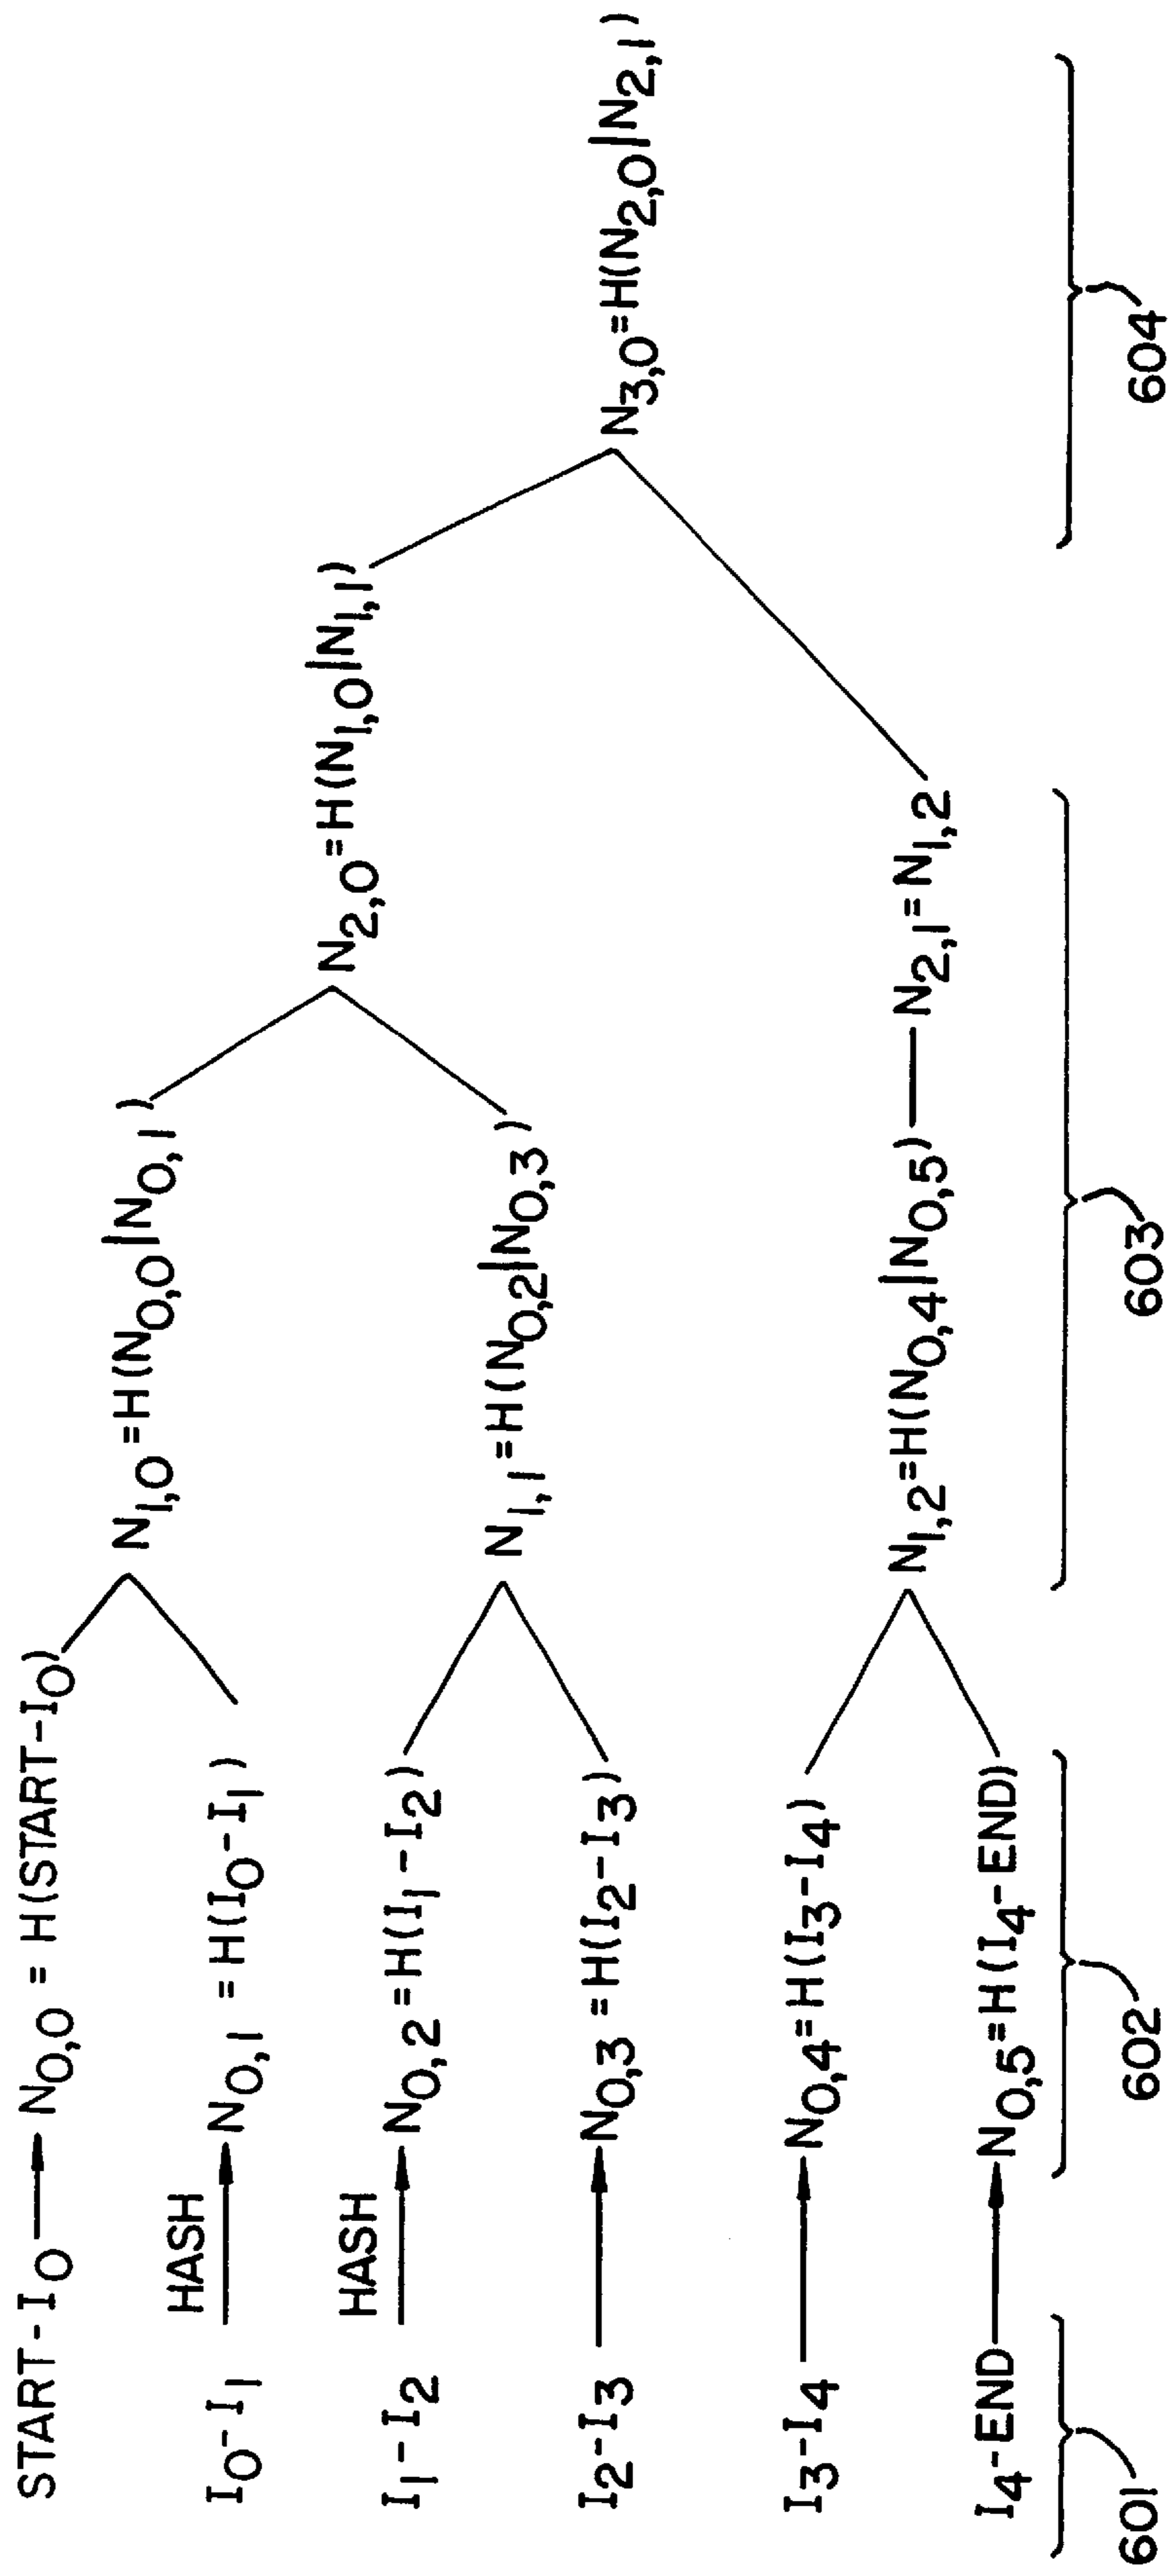 START-I0 → N0,0 = H(START-I0)
HASH
I0-I1 → N0,1 = H(I0-I1)
N1,0 = H(N0,0|N0,1)
HASH
I1-I2 → N0,2 = H(I1-I2)
N2,0 = H(N1,0|N1,1)
N1,1 = H(N0,2|N0,3)
I2-I3 → N0,3 = H(I2-I3)
N3,0 = H(N2,0|N2,1)
I3-I4 → N0,4 = H(I3-I4)
N1,2 = H(N0,4|N0,5) — N2,1 = N1,2
I4-END → N0,5 = H(I4-END)
601
602
603
604